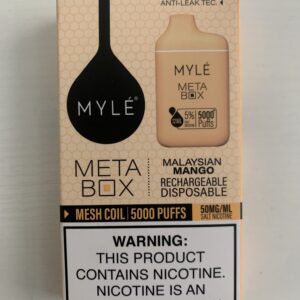 ANTI-LEAK TEC.
MYLÉ
META
BOX
12ML
5%
5000
Puffs
MYLÉ
META
BOX
MALAYSIAN
MANGO
RECHARGEABLE
DISPOSABLE
MESH COIL | 5000 PUFFS
50MG/ML
SALT NICOTINE
WARNING:
THIS PRODUCT
CONTAINS NICOTINE.
NICOTINE IS AN